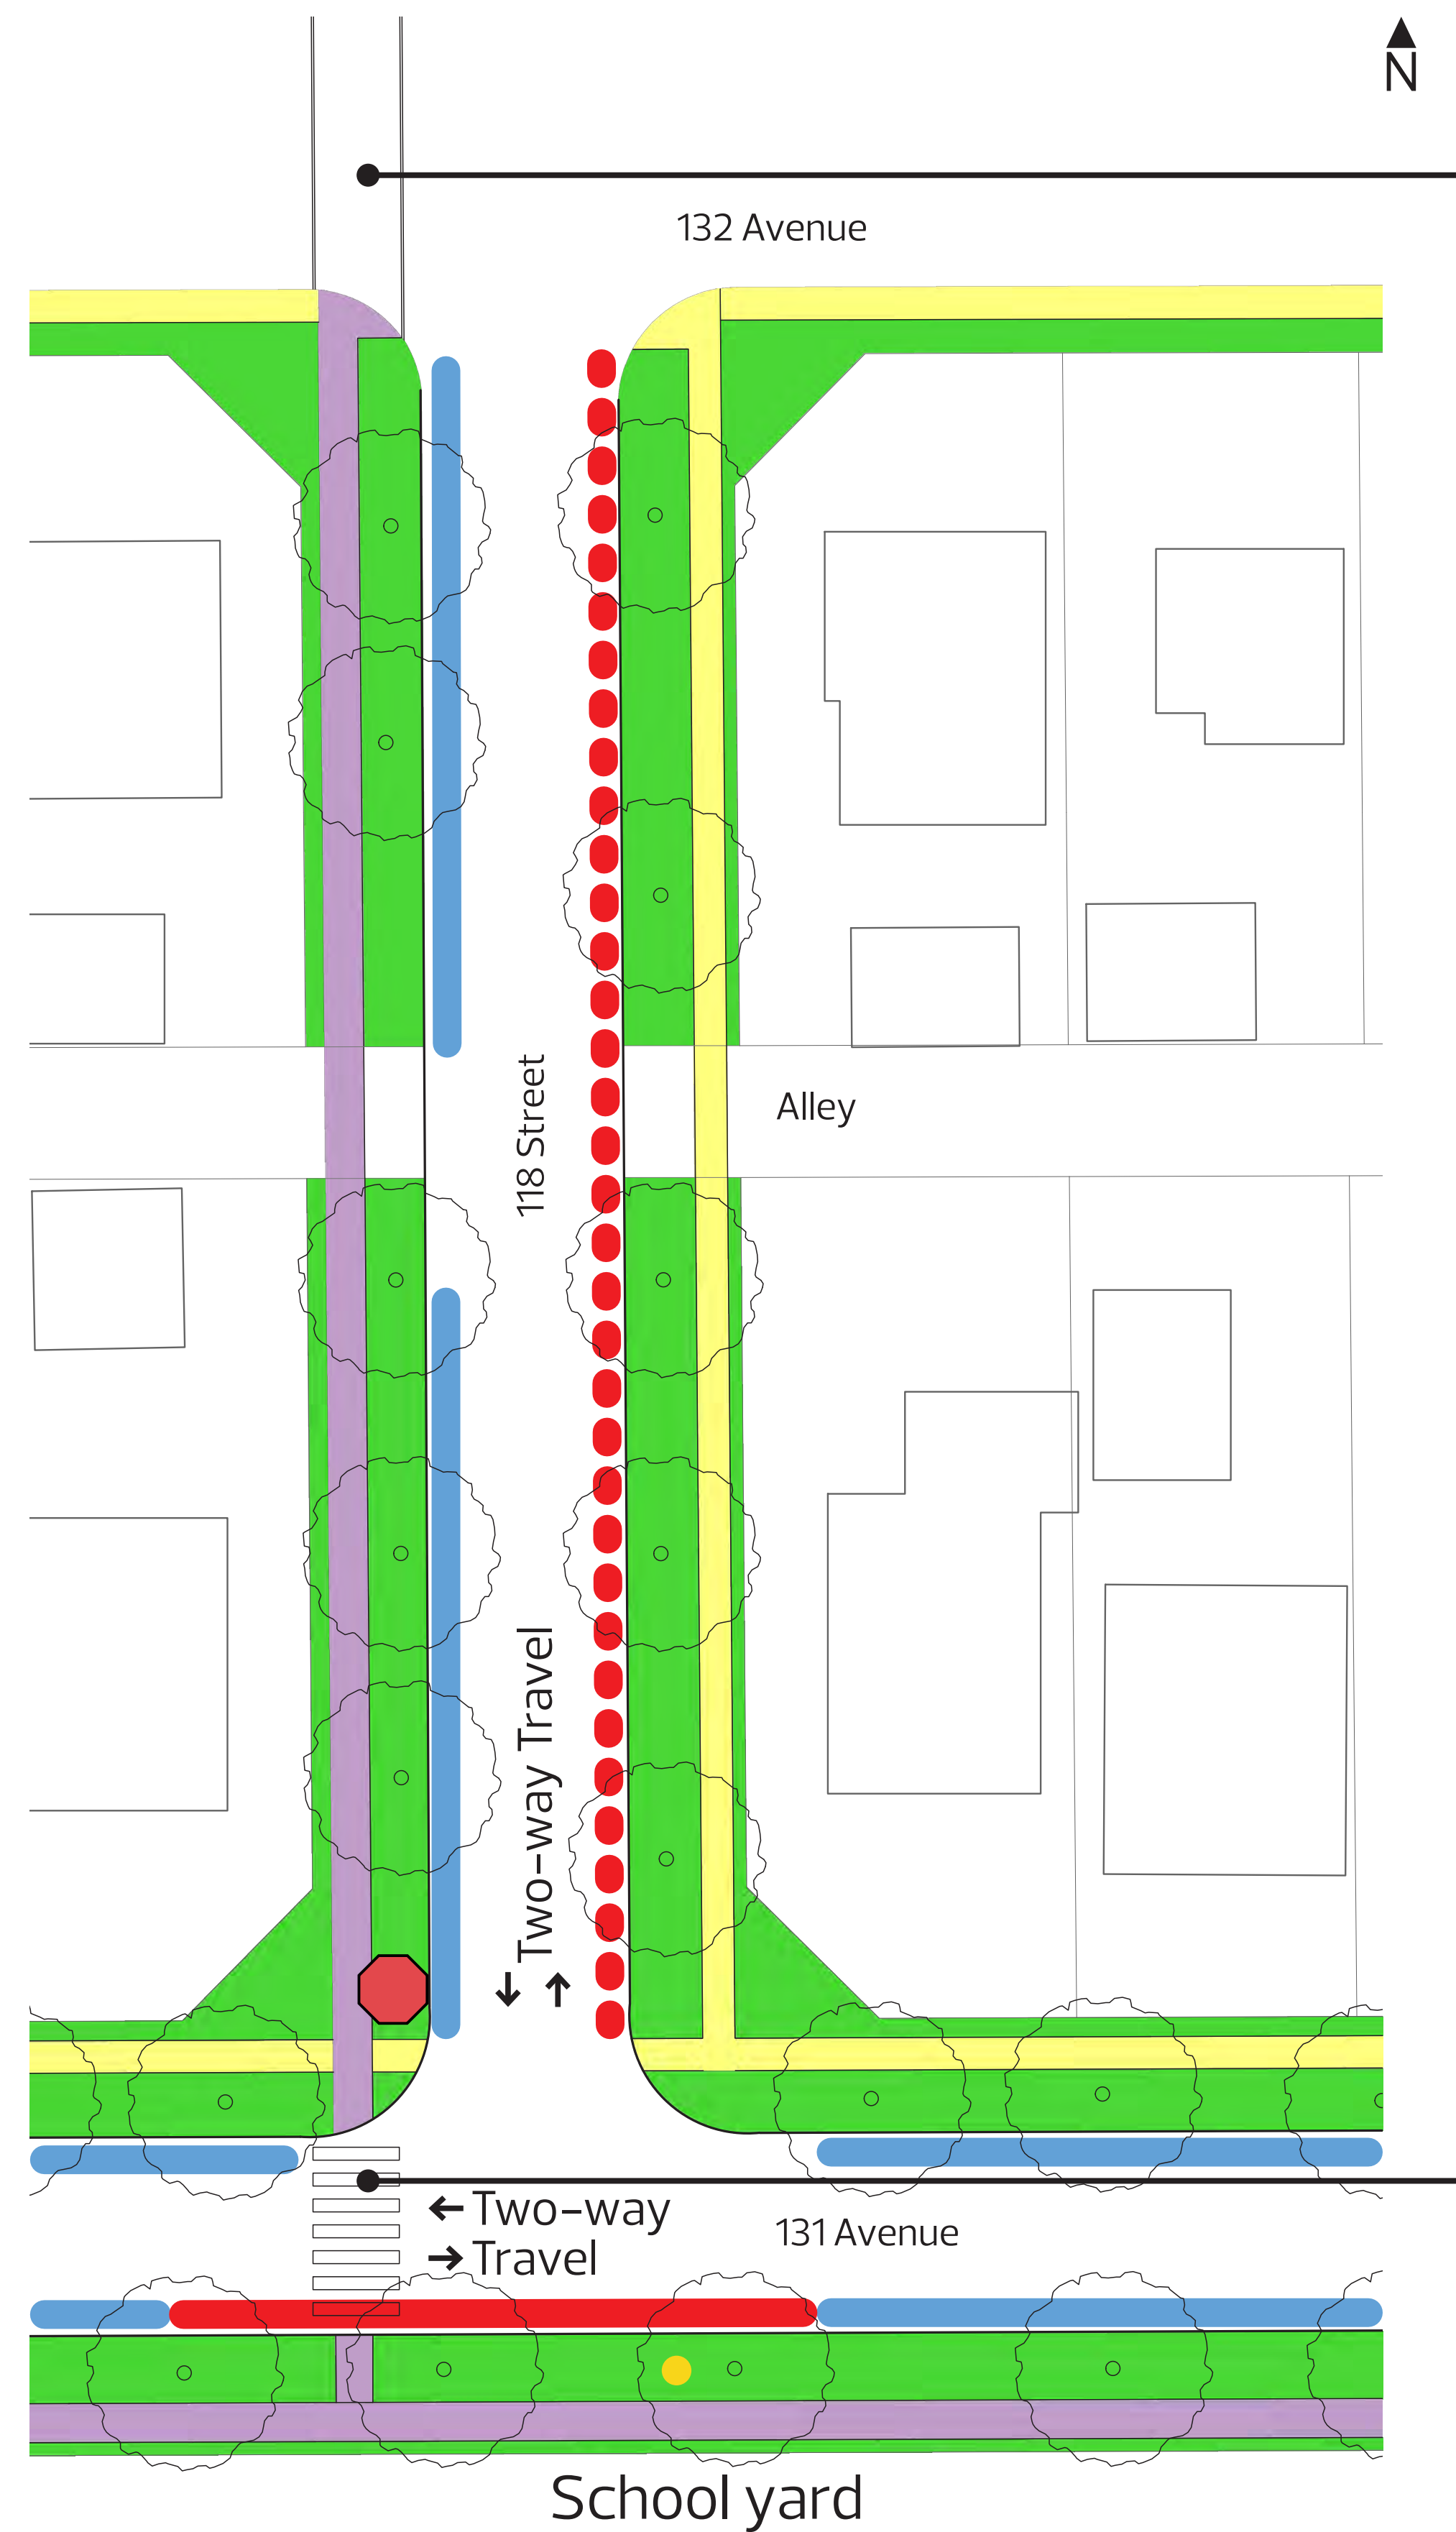 N
132 Avenue
118 Street
Alley
Two-way Travel
Two-way
Travel
131 Avenue
School yard